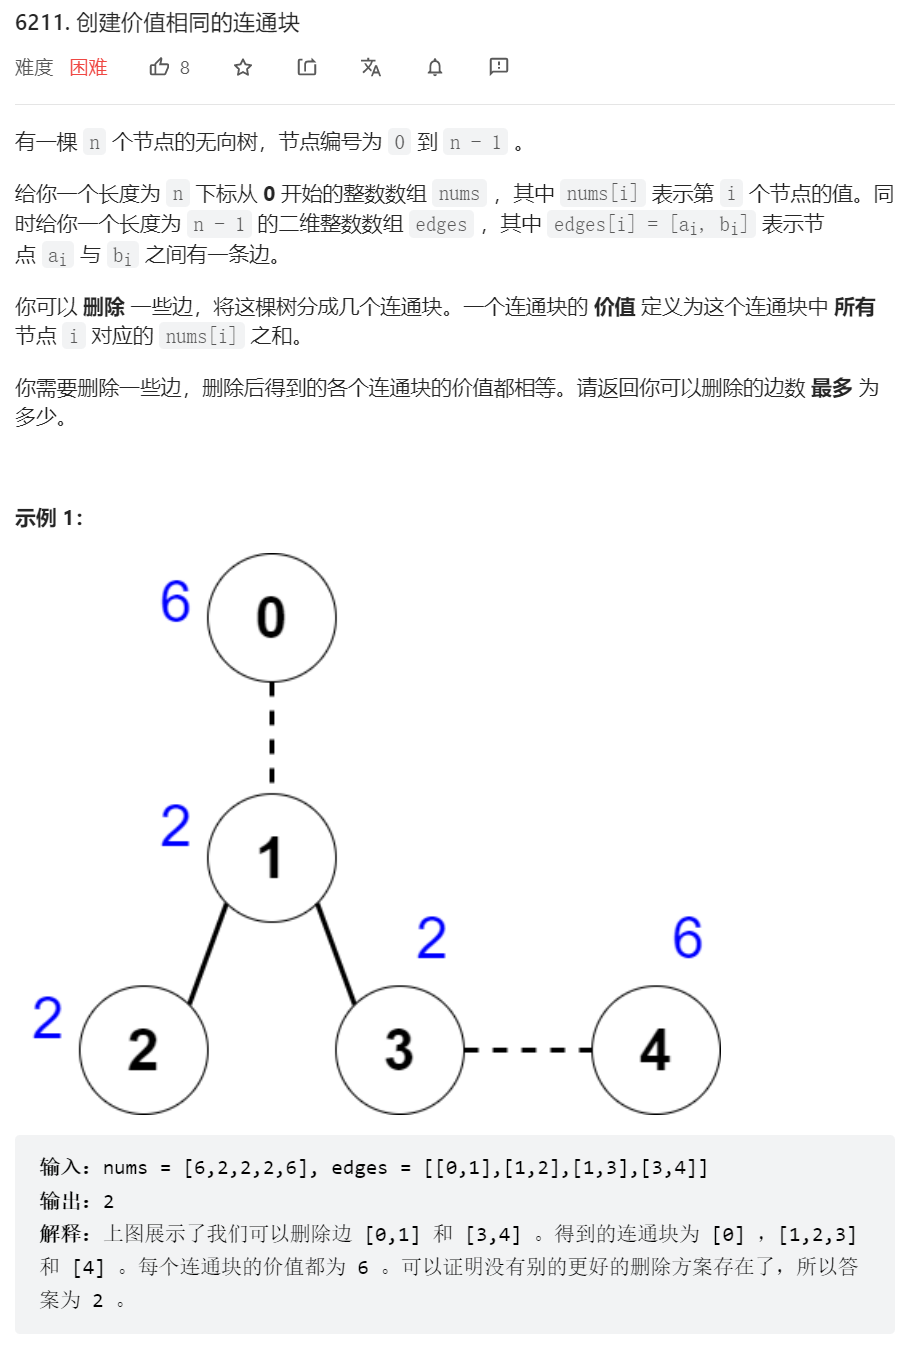 6211. 创建价值相同的连通块
难度 困难 8
有一棵 n 个节点的无向树，节点编号为 0 到 n - 1 。
给你一个长度为 n 下标从 0 开始的整数数组 nums ，其中 nums[i] 表示第 i 个节点的值。同
时给你一个长度为 n - 1 的二维整数数组 edges ，其中 edges[i] = [ai, bi] 表示节
点 ai 与 bi 之间有一条边。
你可以 删除 一些边，将这棵树分成几个连通块。一个连通块的 价值 定义为这个连通块中 所有
节点 i 对应的 nums[i] 之和。
你需要删除一些边，删除后得到的各个连通块的价值都相等。请返回你可以删除的边数 最多 为
多少。
示例 1：
6 0
2 1
2 6
2 2 3 4
输入：nums = [6,2,2,2,6], edges = [[0,1],[1,2],[1,3],[3,4]]
输出：2
解释：上图展示了我们可以删除边 [0,1] 和 [3,4] 。得到的连通块为 [0] ，[1,2,3]
和 [4] 。每个连通块的价值都为 6 。可以证明没有别的更好的删除方案存在了，所以答
案为 2 。